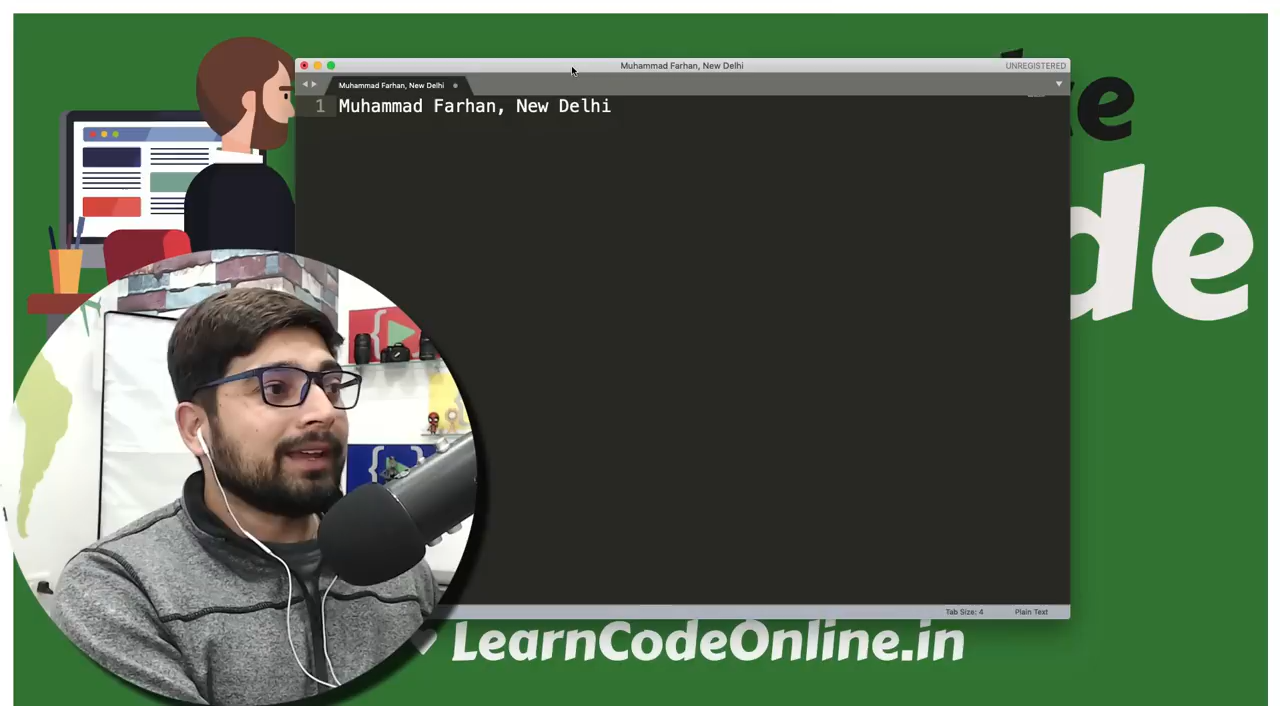 Muhammad Farhan, New Delhi
UNREGISTERED
Muhammad Farhan, New Delhi
1 Muhammad Farhan, New Delhi
Tab Size: 4
Plain Text
LearnCodeOnline.in